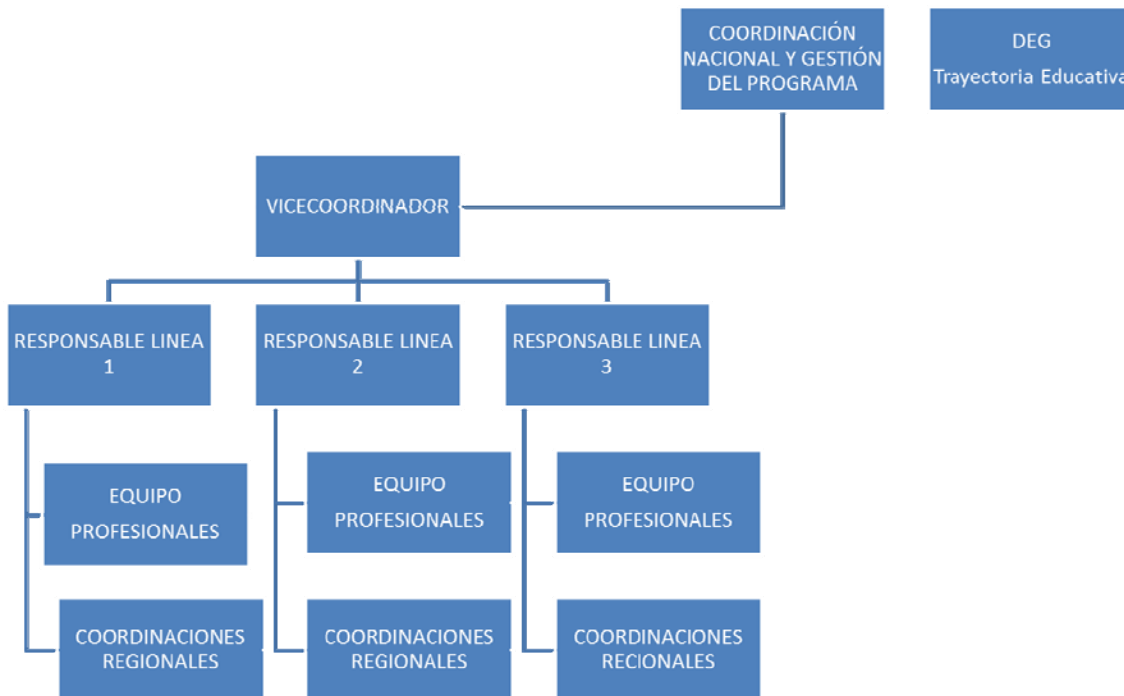 COORDINACIÓN
NACIONAL Y GESTIÓN
DEL PROGRAMA
DEG
Trayectoria Educativa
VICECOORDINADOR
RESPONSABLE LINEA
1
RESPONSABLE LINEA
2
RESPONSABLE LINEA
3
EQUIPO
PROFESIONALES
EQUIPO
PROFESIONALES
EQUIPO
PROFESIONALES
COORDINACIONES
REGIONALES
COORDINACIONES
REGIONALES
COORDINACIONES
RECIONALES